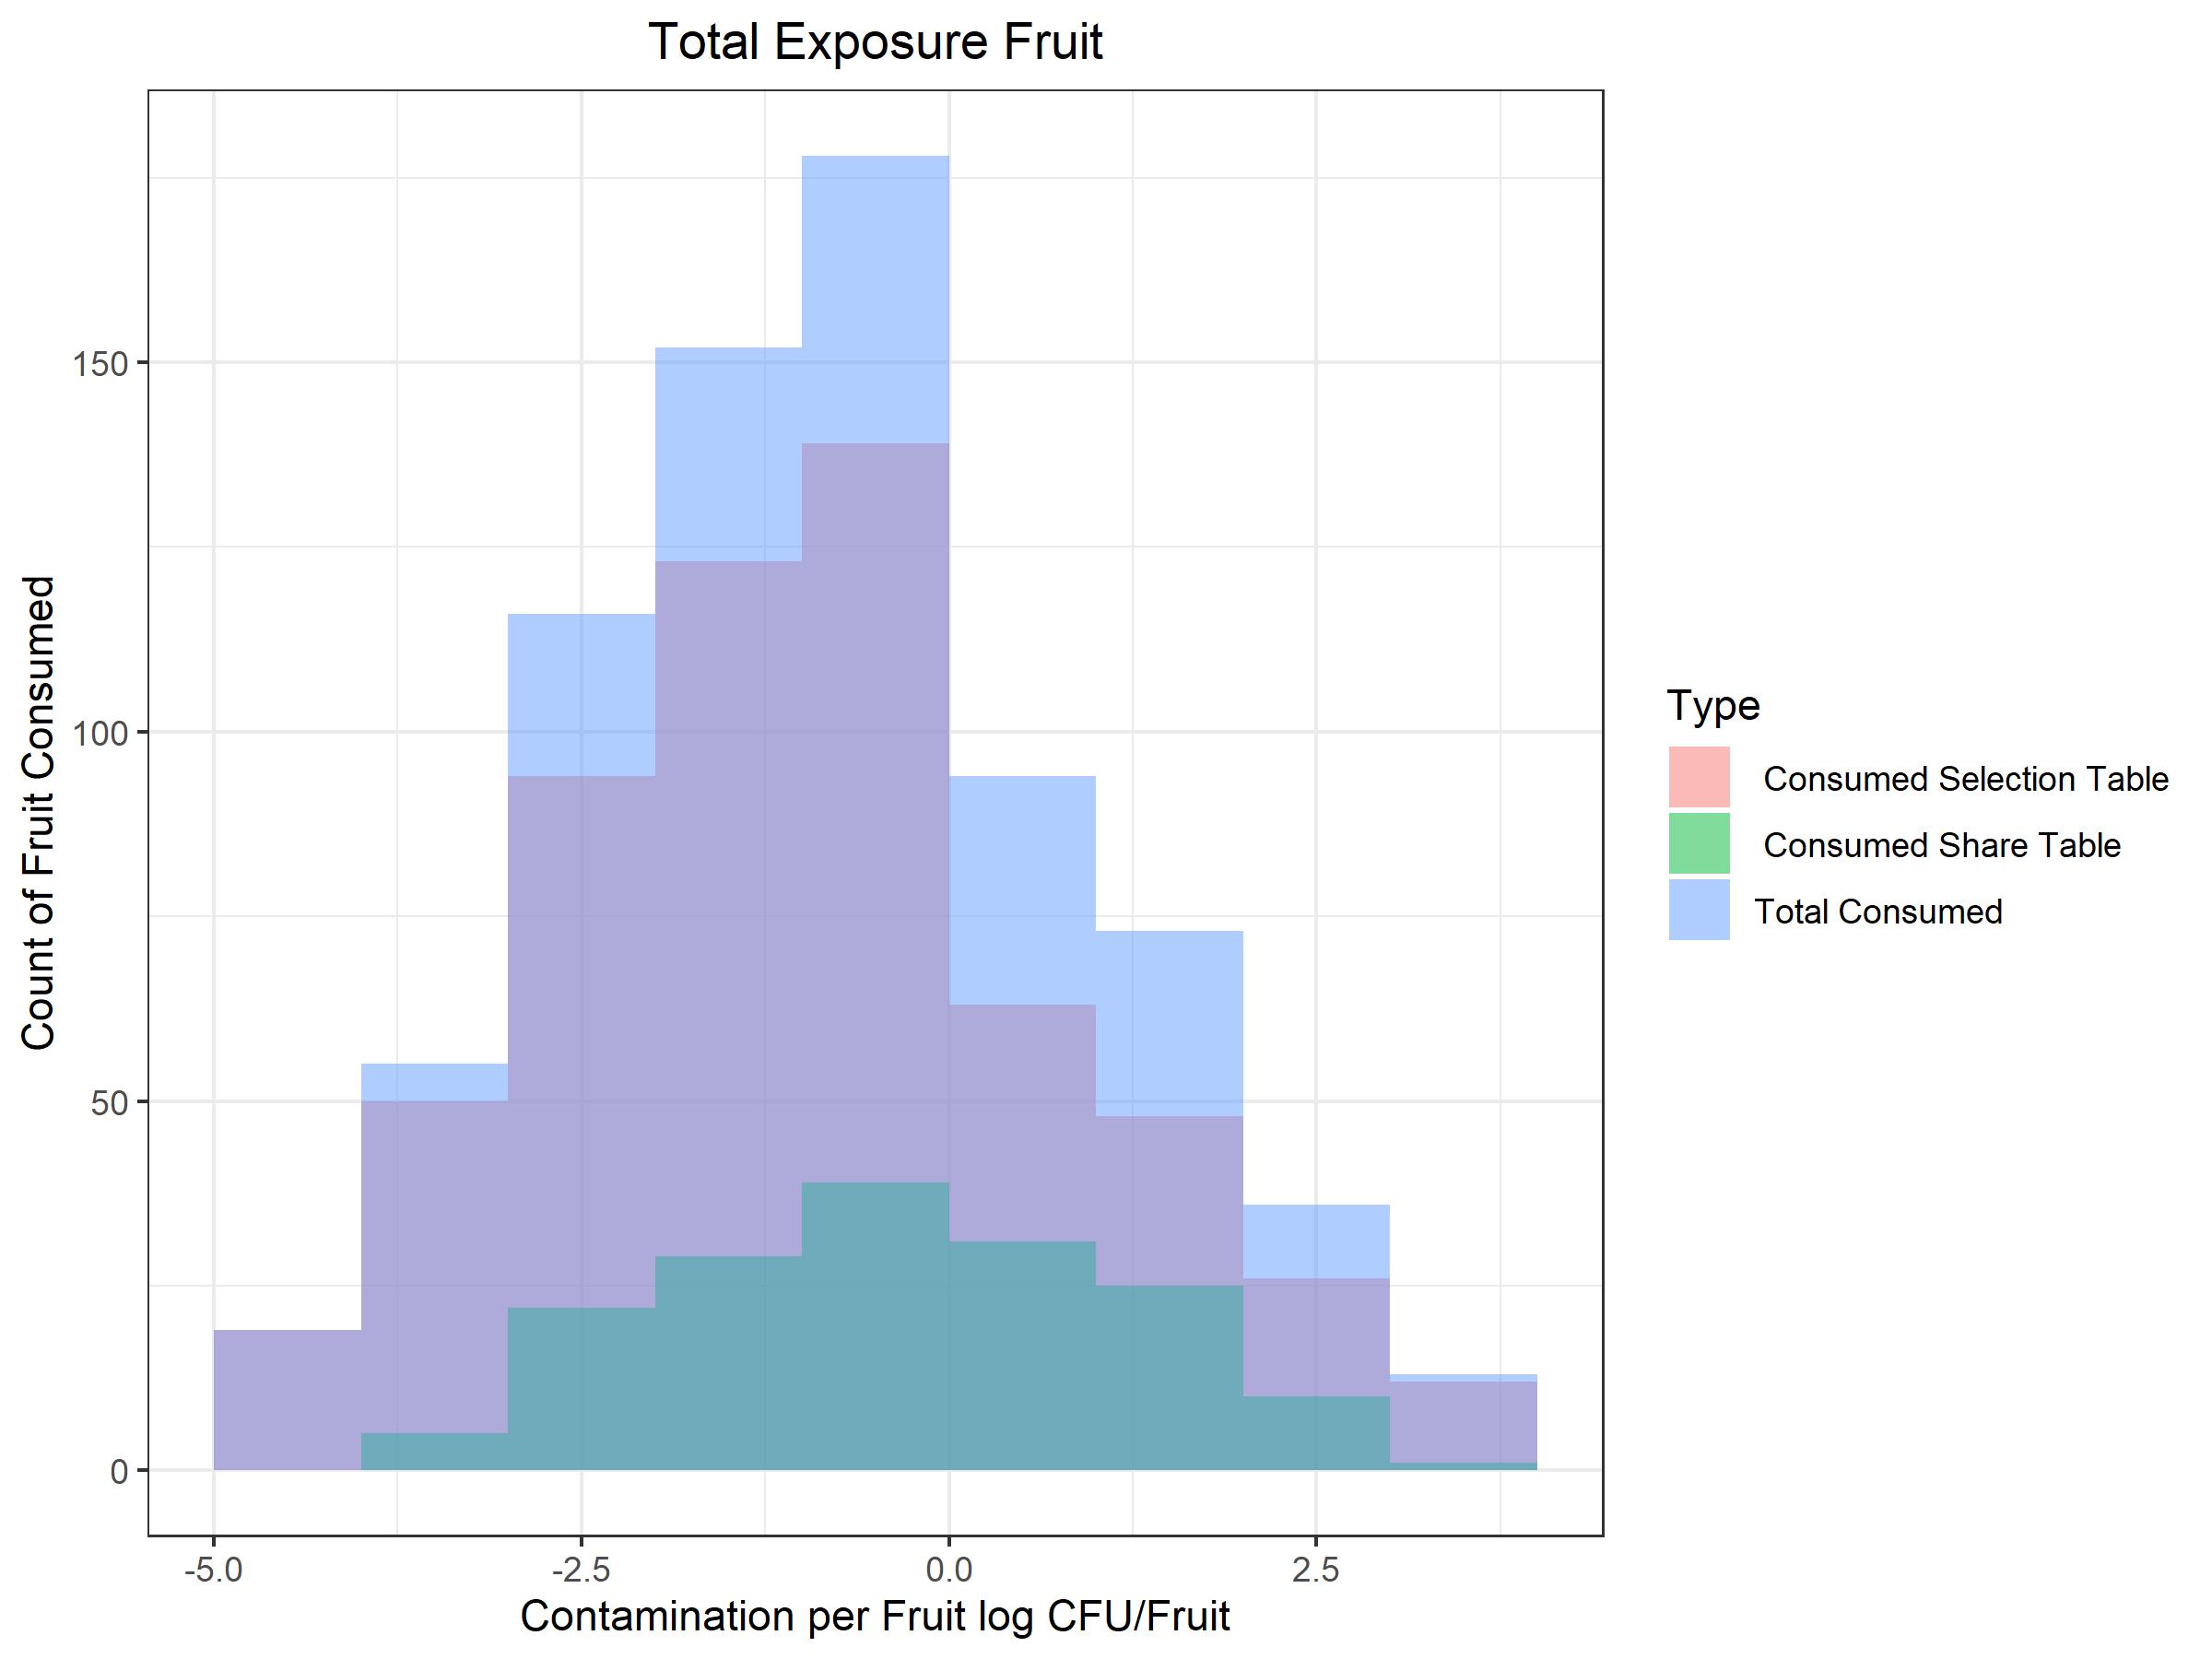 Total Exposure Fruit
Count of Fruit Consumed
150
100
50
0
-5.0
-2.5
0.0
2.5
Contamination per Fruit log CFU/Fruit
Type
Consumed Selection Table
Consumed Share Table
Total Consumed